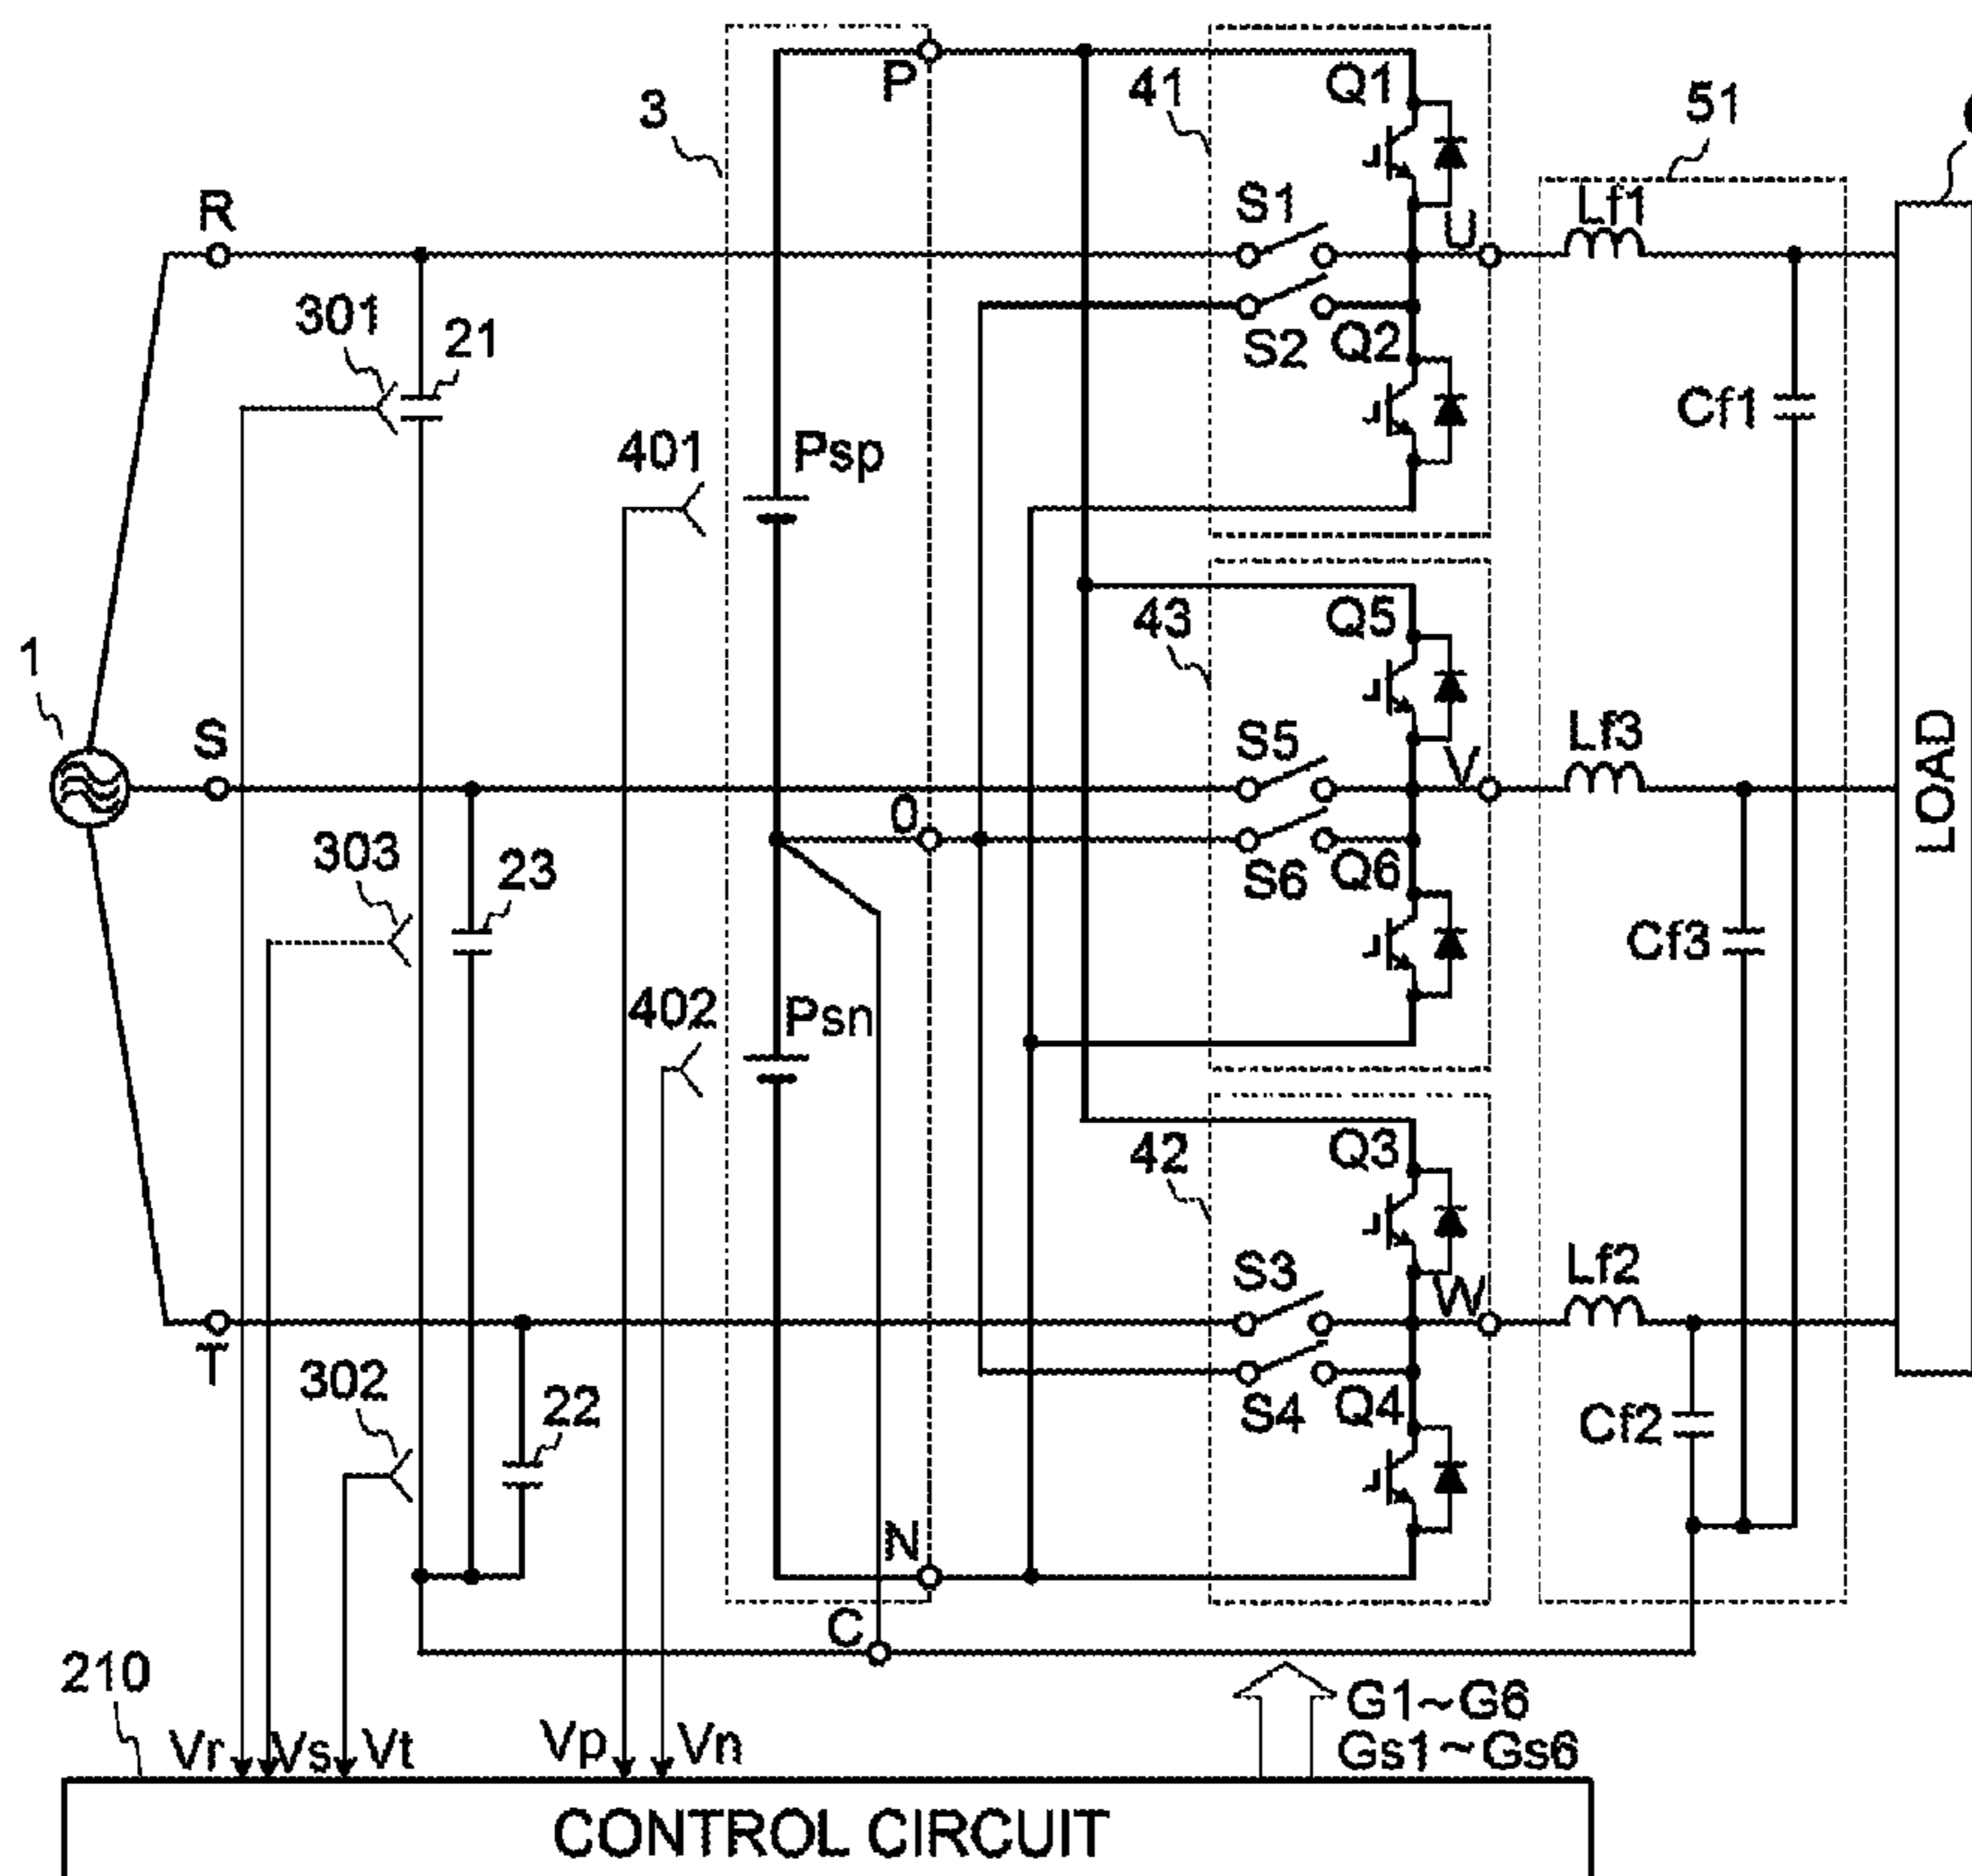 P
41
Q1
51
3
R
S1
U
Lf1
301
21
S2
Q2
401
Psp
Cf1
43
Q5
1
S
S5
V
Lf3
0
303
23
S6
Q6
LOAD
Cf3
402
Psn
42
Q3
S3
W
Lf2
T
302
22
S4
Q4
Cf2
N
C
210
Vr
Vs
Vt
Vp
Vn
G1~G6
Gs1~Gs6
CONTROL CIRCUIT